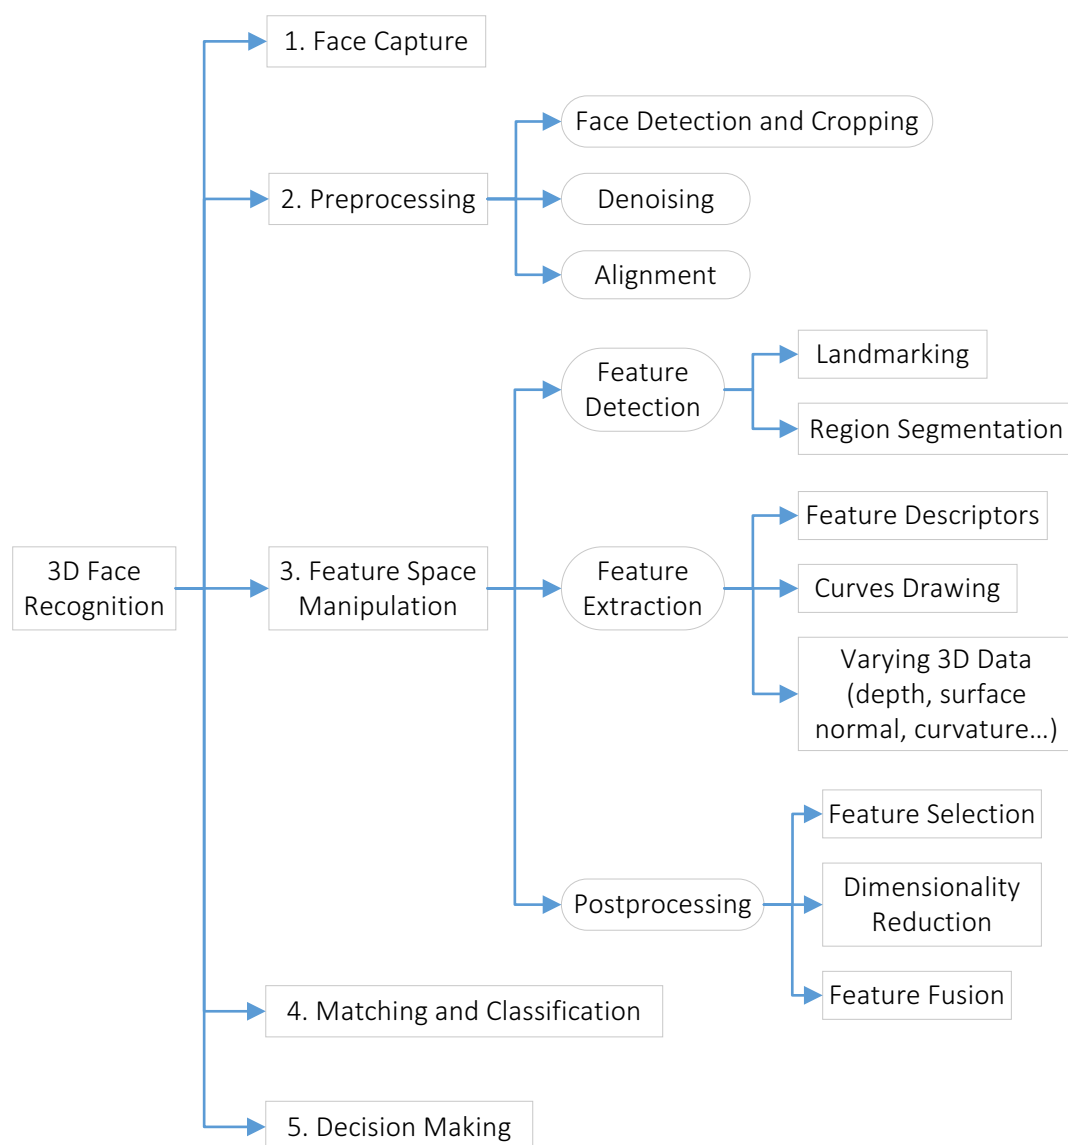 1. Face Capture
Face Detection and Cropping
2. Preprocessing
Denoising
Alignment
Landmarking
Feature
Detection
Region Segmentation
Feature Descriptors
3D Face
Recognition
3. Feature Space
Manipulation
Feature
Extraction
Curves Drawing
Varying 3D Data
(depth, surface
normal, curvature…)
Feature Selection
Postprocessing
Dimensionality
Reduction
Feature Fusion
4. Matching and Classification
5. Decision Making